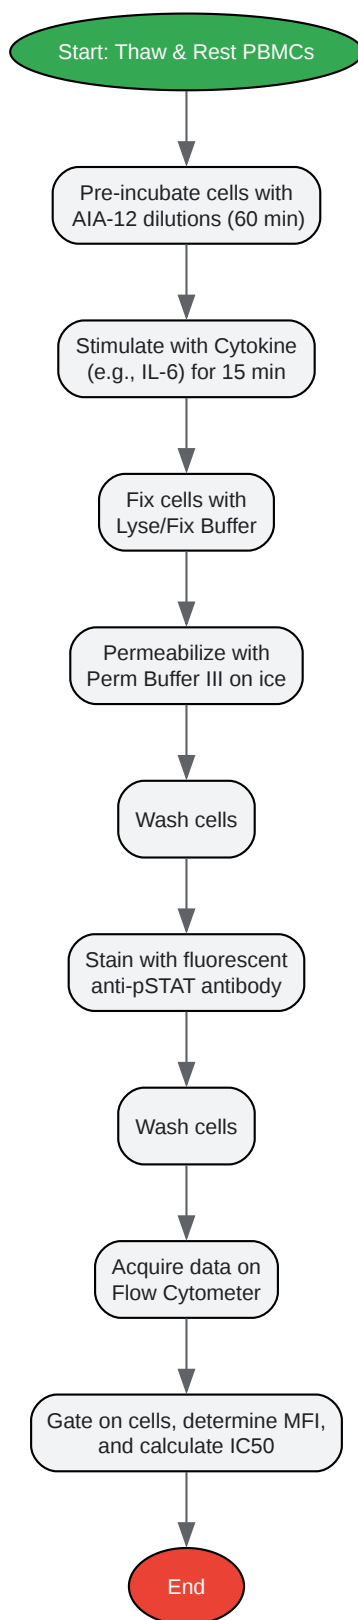 Start: Thaw & Rest PBMCs
Pre-incubate cells with
AIA-12 dilutions (60 min)
Stimulate with Cytokine
(e.g., IL-6) for 15 min
Fix cells with
Lyse/Fix Buffer
Permeabilize with
Perm Buffer III on ice
Wash cells
Stain with fluorescent
anti-pSTAT antibody
Wash cells
Acquire data on
Flow Cytometer
Gate on cells, determine MFI,
and calculate IC50
End